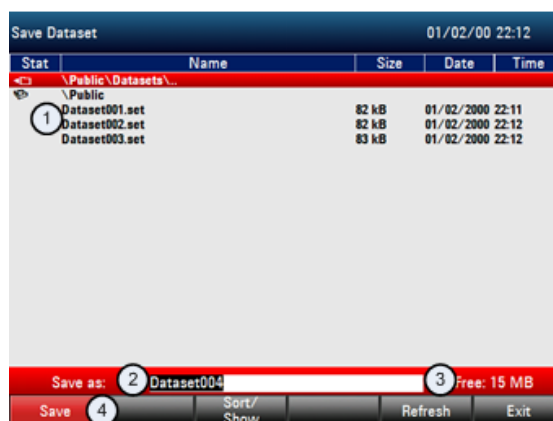 Save Dataset 01/02/00 22:12
Stat Name Size Date Time
\Public\Datasets\..
\Public
1 Dataset001.set 82 kB 01/02/2000 22:11
Dataset002.set 82 kB 01/02/2000 22:12
Dataset003.set 83 kB 01/02/2000 22:12
Save as: 2 Dataset004 3 Free: 15 MB
Save 4 Sort/ Refresh Exit
Show